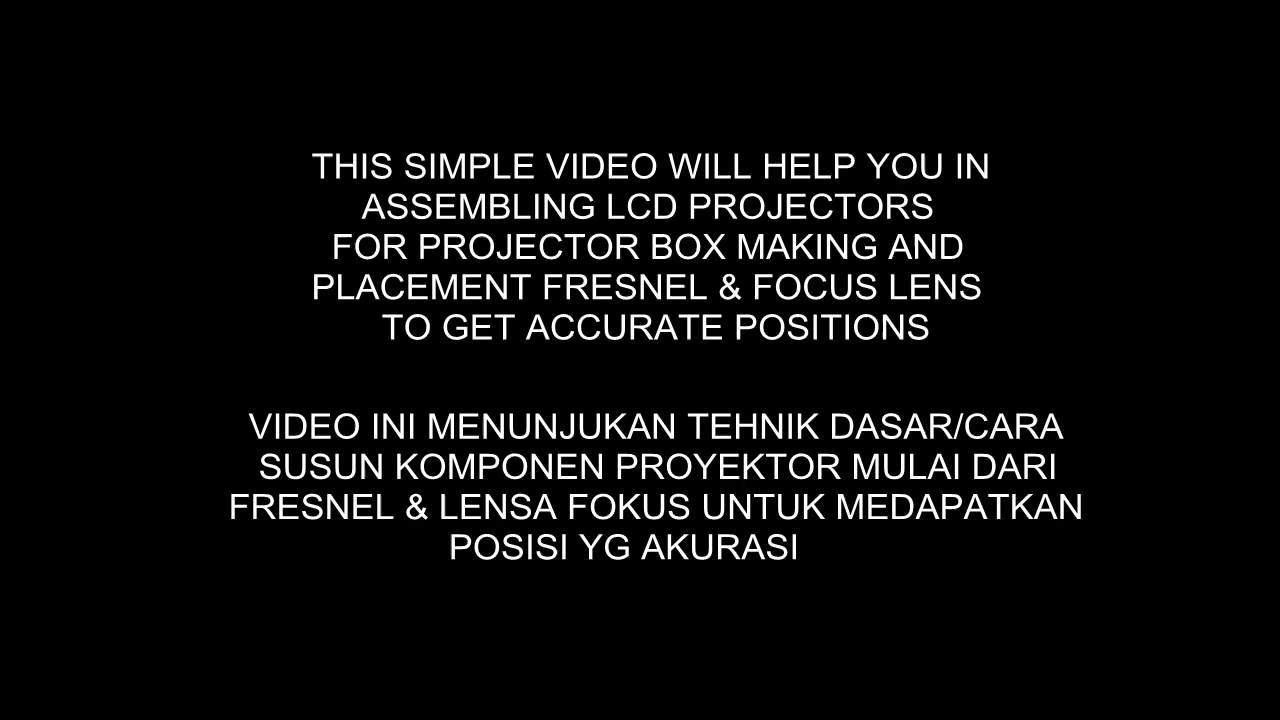 THIS SIMPLE VIDEO WILL HELP YOU IN
ASSEMBLING LCD PROJECTORS
FOR PROJECTOR BOX MAKING AND
PLACEMENT FRESNEL & FOCUS LENS
TO GET ACCURATE POSITIONS
VIDEO INI MENUNJUKAN TEHNIK DASAR/CARA
SUSUN KOMPONEN PROYEKTOR MULAI DARI
FRESNEL & LENSA FOKUS UNTUK MEDAPATKAN
POSISI YG AKURASI